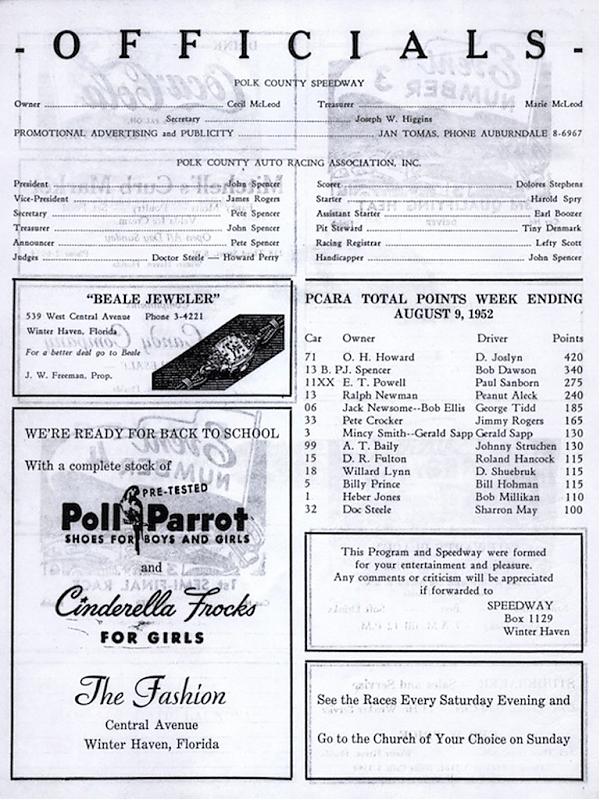 - O F F I C I A L S -
POLK COUNTY SPEEDWAY
Owner ........ Cecil McLeod Treasurer ........ Marie McLeod
Secretary ........ Joseph W. Higgins
PROMOTIONAL ADVERTISING and PUBLICITY ........ JAN TOMAS, PHONE AUBURNDALE 8-6967
POLK COUNTY AUTO RACING ASSOCIATION, INC.
President ........ John Spencer
Vice-President ........ James Rogers
Secretary ........ Pete Spencer
Treasurer ........ John Spencer
Announcer ........ Pete Spencer
Judges ........ Doctor Steele — Howard Perry
Scorer ........ Dolores Stephens
Starter ........ Harold Spry
Assistant Starter ........ Earl Boozer
Pit Steward ........ Tiny Denmark
Racing Registrar ........ Lefty Scott
Handicapper ........ John Spencer
"BEALE JEWELER"
539 West Central Avenue Phone 3-4221
Winter Haven, Florida
For a better deal go to Beale
J. W. Freeman, Prop.
WE'RE READY FOR BACK TO SCHOOL
With a complete stock of
PRE-TESTED
Poll Parrot
SHOES FOR BOYS AND GIRLS
and
Cinderella Frocks
FOR GIRLS
The Fashion
Central Avenue
Winter Haven, Florida
PCARA TOTAL POINTS WEEK ENDING
AUGUST 9, 1952
Car Owner Driver Points
71 O. H. Howard D. Joslyn 420
13 B. P.J. Spencer Bob Dawson 340
11XX E. T. Powell Paul Sanborn 275
13 Ralph Newman Peanut Aleck 240
06 Jack Newsome--Bob Ellis George Tidd 185
33 Pete Crocker Jimmy Rogers 165
3 Mincy Smith--Gerald Sapp Gerald Sapp 130
99 A. T. Baily Johnny Struchen 130
15 D. R. Fulton Roland Hancock 115
18 Willard Lynn D. Shuebruk 115
5 Billy Prince Bill Hohman 115
1 Heber Jones Bob Millikan 110
32 Doc Steele Sharron May 100
This Program and Speedway were formed
for your entertainment and pleasure.
Any comments or criticism will be appreciated
if forwarded to
SPEEDWAY
Box 1129
Winter Haven
See the Races Every Saturday Evening and
Go to the Church of Your Choice on Sunday